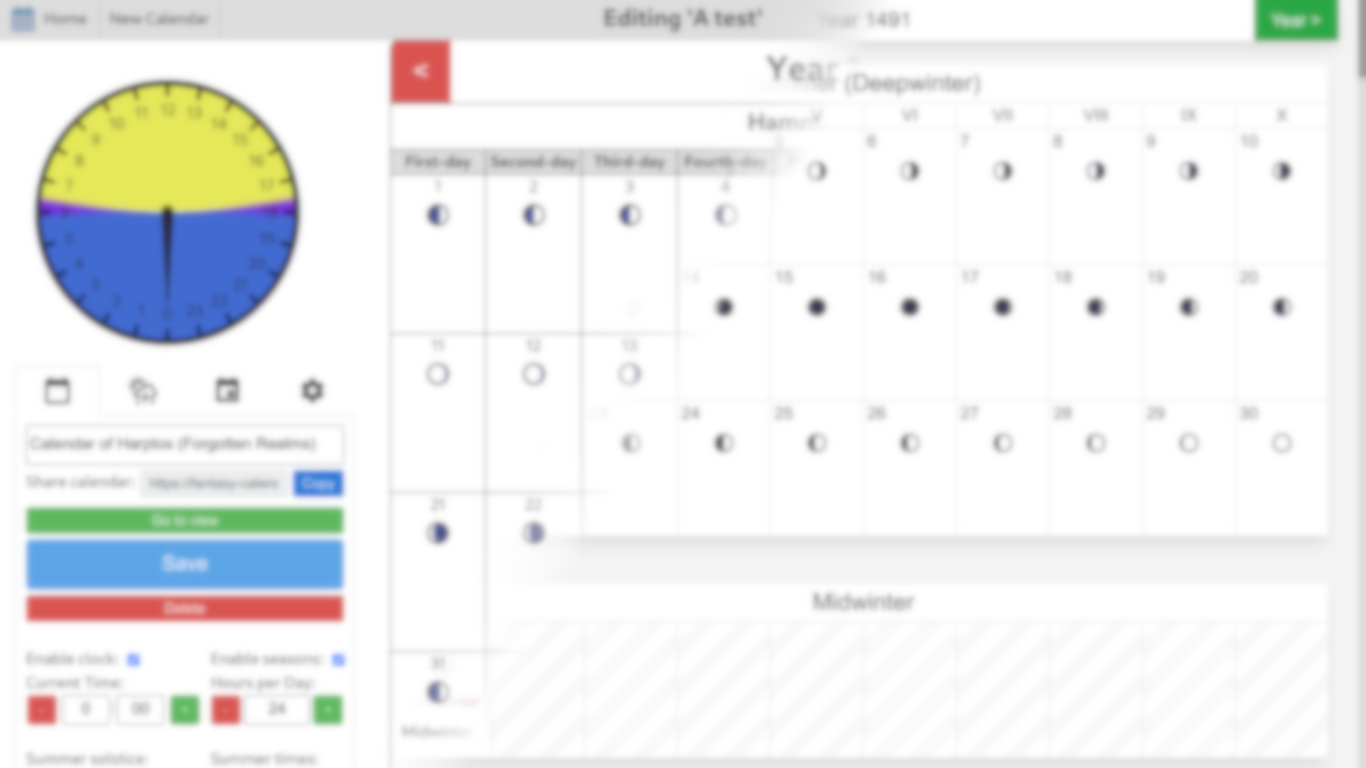 Home New Calendar Editing 'A test' Year 1491 Year >
<
Year
(Deepwinter)
V VI VII VIII IX X
First-day Second-day Third-day Fourth-day
1 2 3 4 6 7 8 9 10
14 15 16 17 18 19 20
11 12 13
24 25 26 27 28 29 30
21 22
Midwinter
31
Midwinter
12 13 14 15 16 17 19 20 21 22 23 0 1 2 3 4 5 7 8 9 10 11
Calendar of Harptos (Forgotten Realms)
Share calendar: https://fantasy-calen Copy
Go to view
Save
Delete
Enable clock: Enable seasons:
Current Time: Hours per Day:
- 0 : 00 + - 24 +
Summer solstice: Summer times: